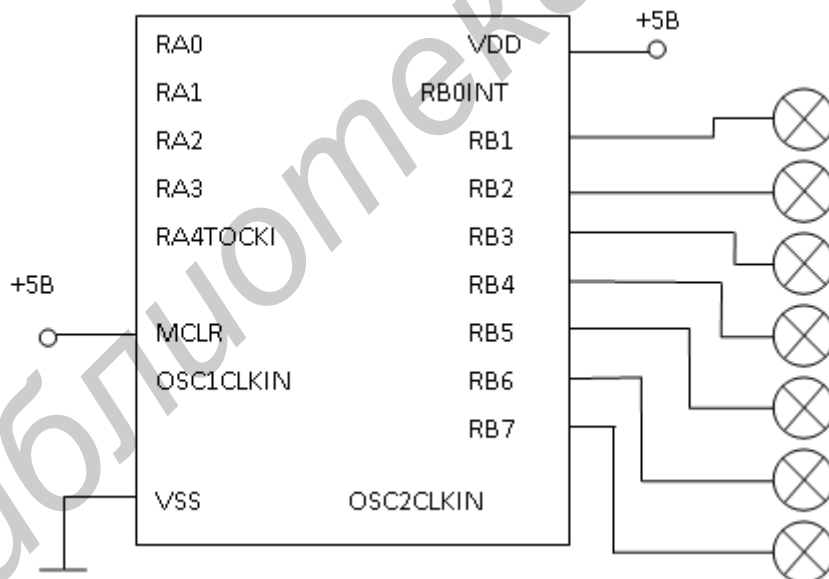 +5В
RA0
VDD
RA1
RB0INT
RA2
RB1
RA3
RB2
RA4TOCKI
RB3
+5В
RB4
MCLR
RB5
OSC1CLKIN
RB6
RB7
VSS
OSC2CLKIN